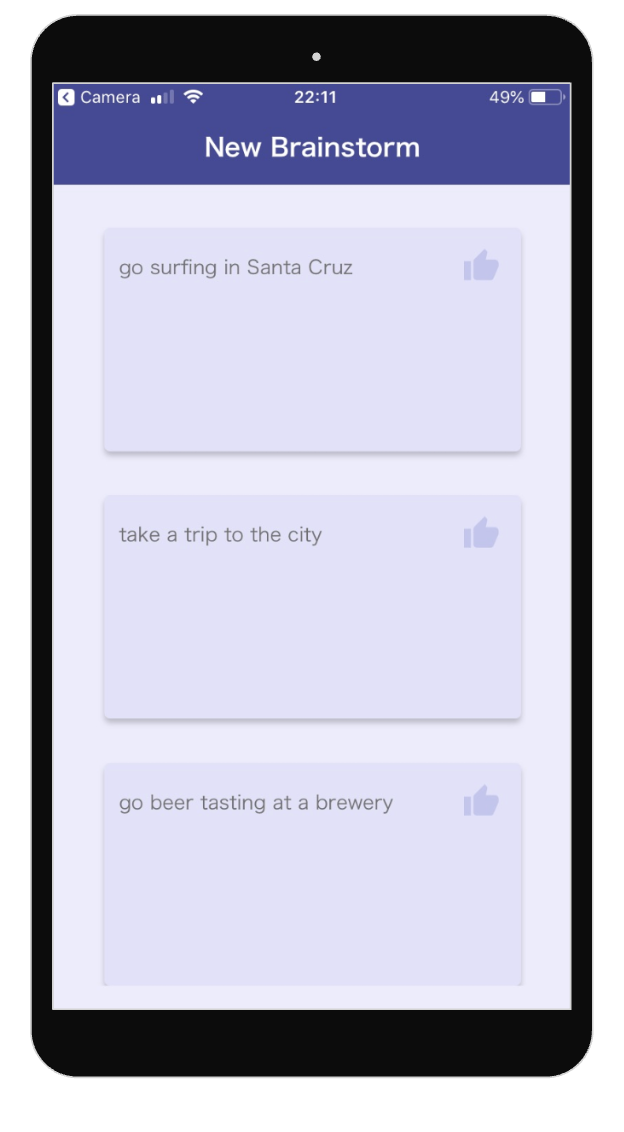 Camera 22:11 49%
New Brainstorm
go surfing in Santa Cruz
take a trip to the city
go beer tasting at a brewery